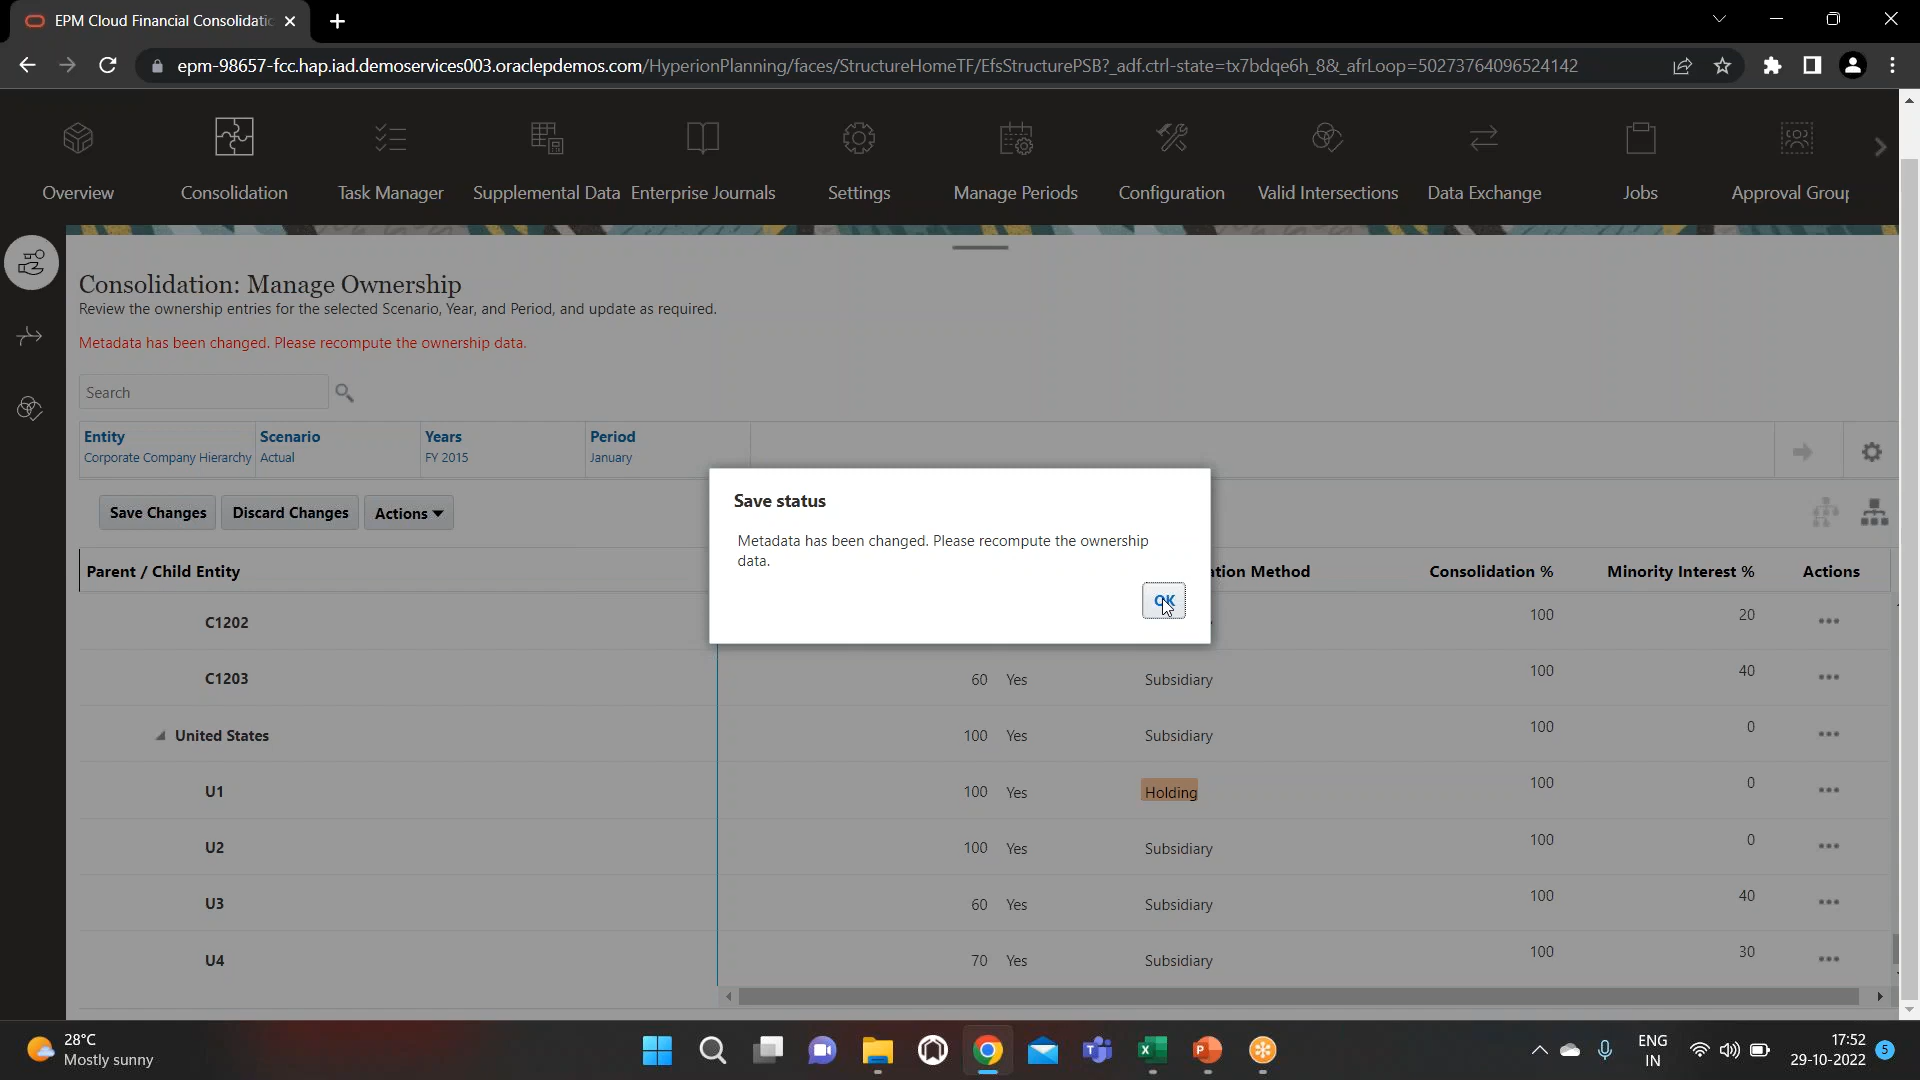 EPM Cloud Financial Consolidatic
epm-98657-fcc.hap.iad.demoservices003.oraclepdemos.com/HyperionPlanning/faces/StructureHomeTF/EfsStructurePSB?_adf.ctrl-state=tx7bdqe6h_8&_afrLoop=50273764096524142
Overview Consolidation Task Manager Supplemental Data Enterprise Journals Settings Manage Periods Configuration Valid Intersections Data Exchange Jobs Approval Group
Consolidation: Manage Ownership
Review the ownership entries for the selected Scenario, Year, and Period, and update as required.
Metadata has been changed. Please recompute the ownership data.
Search
Entity Scenario Years Period
Corporate Company Hierarchy Actual FY 2015 January
Save Changes Discard Changes Actions
Save status
Metadata has been changed. Please recompute the ownership
data.
OK
Parent / Child Entity ation Method Consolidation % Minority Interest % Actions
C1202 100 20
C1203 60 Yes Subsidiary 100 40
United States 100 Yes Subsidiary 100 0
U1 100 Yes Holding 100 0
U2 100 Yes Subsidiary 100 0
U3 60 Yes Subsidiary 100 40
U4 70 Yes Subsidiary 100 30
28°C
Mostly sunny
ENG
IN
17:52
29-10-2022
5